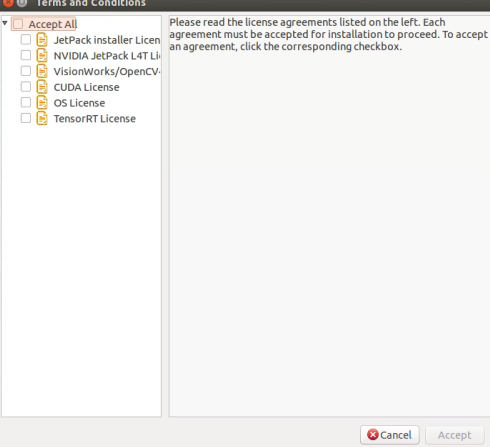 Terms and Conditions
Accept All
JetPack installer Licen
NVIDIA JetPack L4T Li
VisionWorks/OpenCV
CUDA License
OS License
TensorRT License
Please read the license agreements listed on the left. Each
agreement must be accepted for installation to proceed. To accept
an agreement, click the corresponding checkbox.
Cancel
Accept